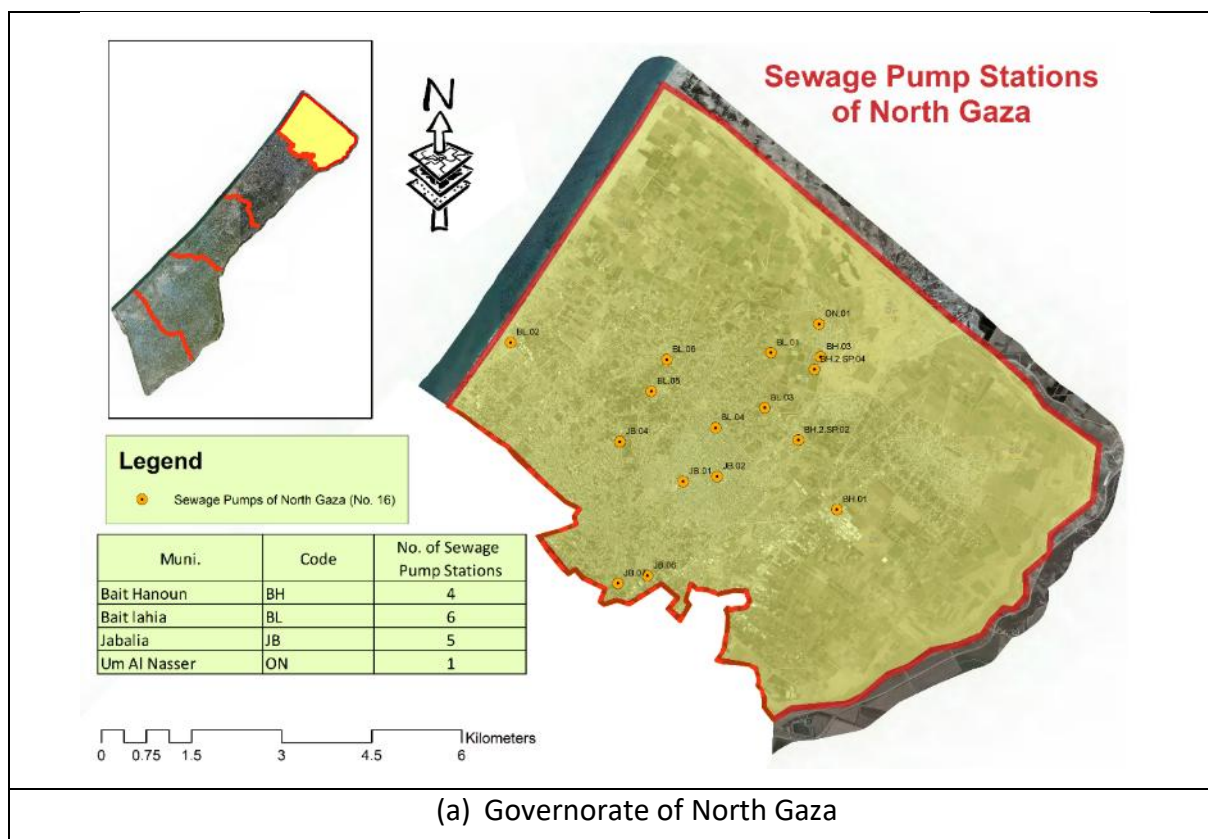 Sewage Pump Stations
of North Gaza
N
ON.01
BL.02
BL.01
BH.03
BL.06
BH.2.SP.04
BL.05
BL.03
BL.04
JB.04
BH.2.SP.02
JB.02
JB.01
BH.01
JB.06
JB.07
Legend
Sewage Pumps of North Gaza (No. 16)
Muni. Code No. of Sewage Pump Stations
Bait Hanoun BH 4
Bait lahia BL 6
Jabalia JB 5
Um Al Nasser ON 1
Kilometers
0 0.75 1.5 3 4.5 6
(a) Governorate of North Gaza